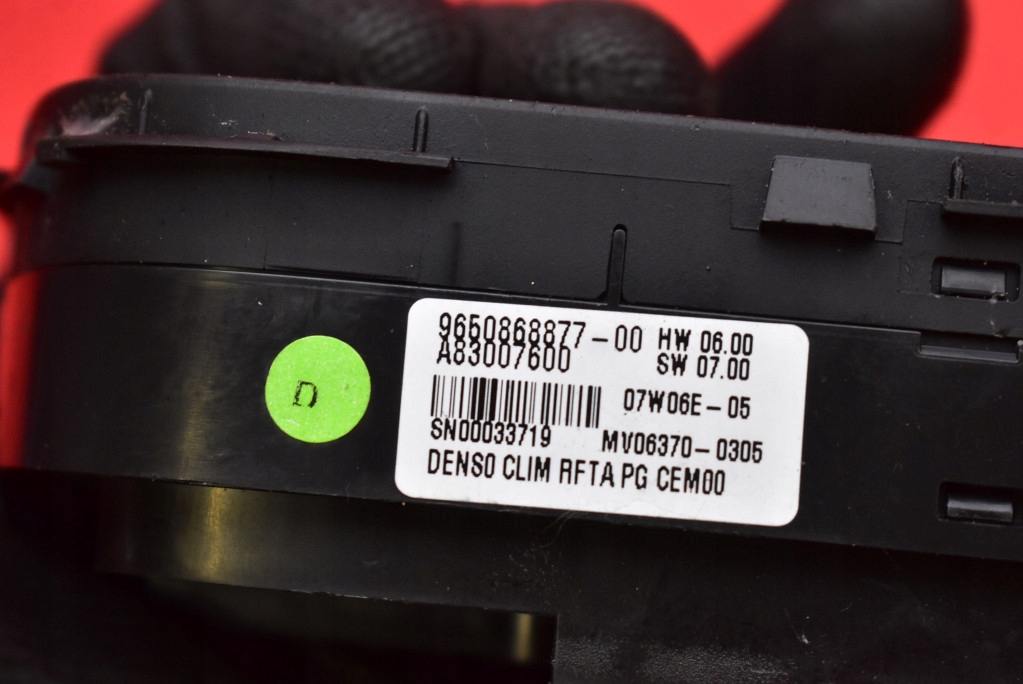 D
9650868877-00 HW 06.00
A83007600 SW 07.00
07W06E-05
SN00033719 MV06370-0305
DENSO CLIM RFTA PG CEM00